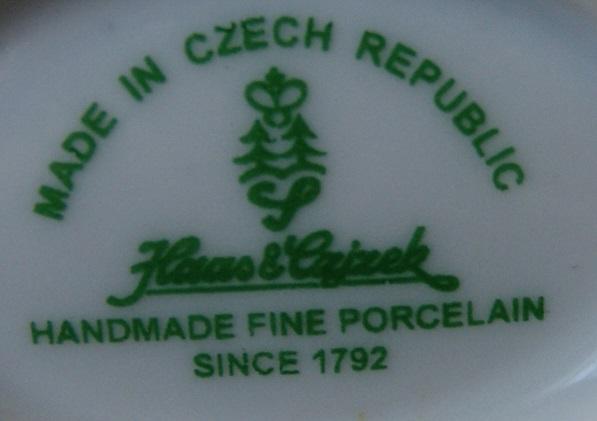 MADE IN CZECH REPUBLIC
S
Haas & Czjzek
HANDMADE FINE PORCELAIN
SINCE 1792